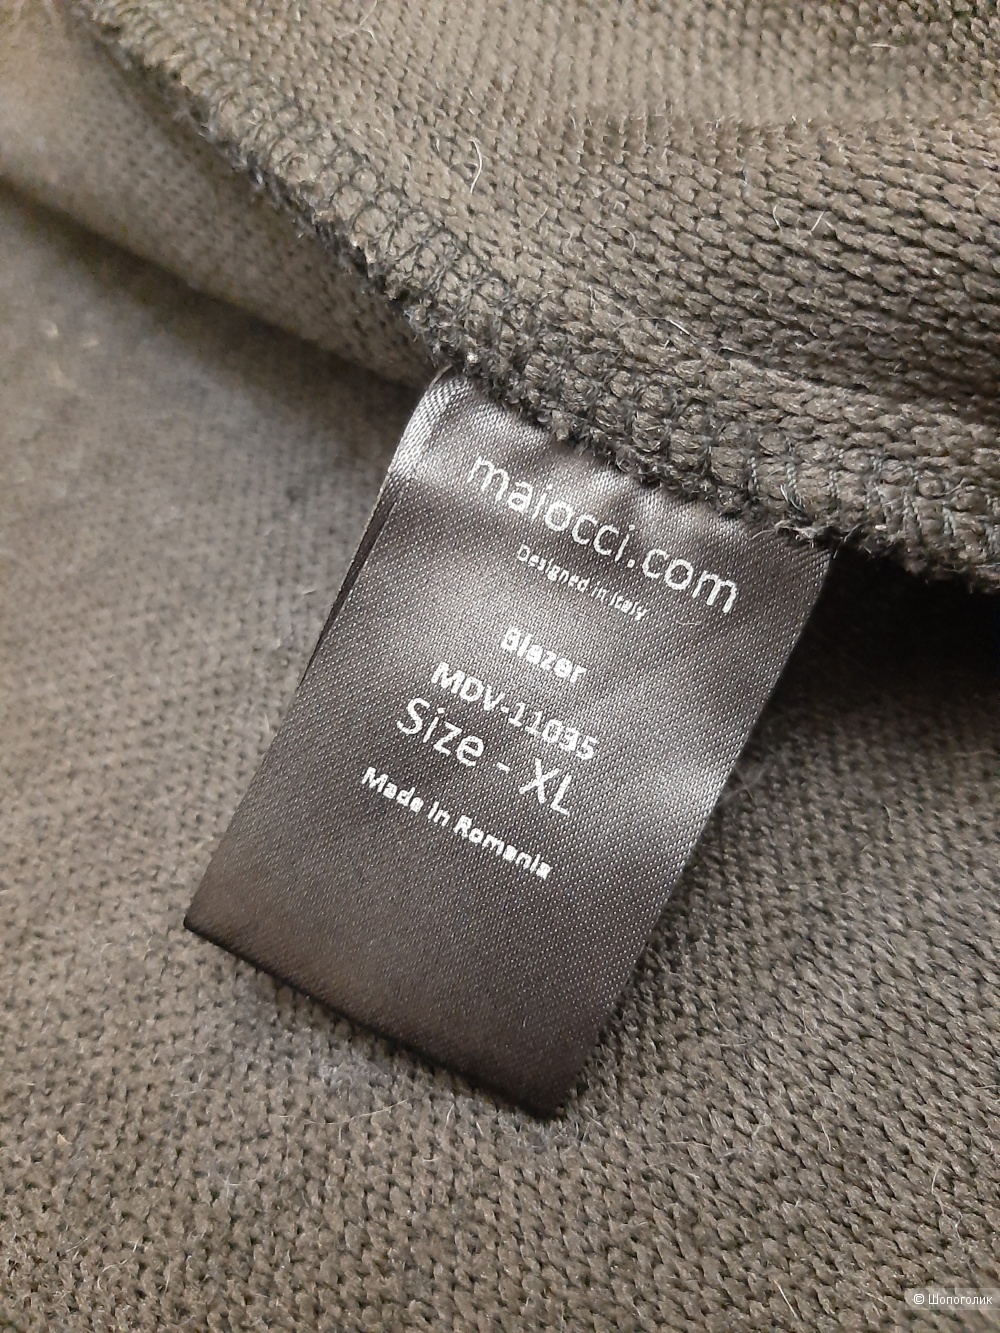 maiocci.com
Designed in Italy
Blazer
MDV-11035
Size - XL
Made in Romania
© Шопоголик